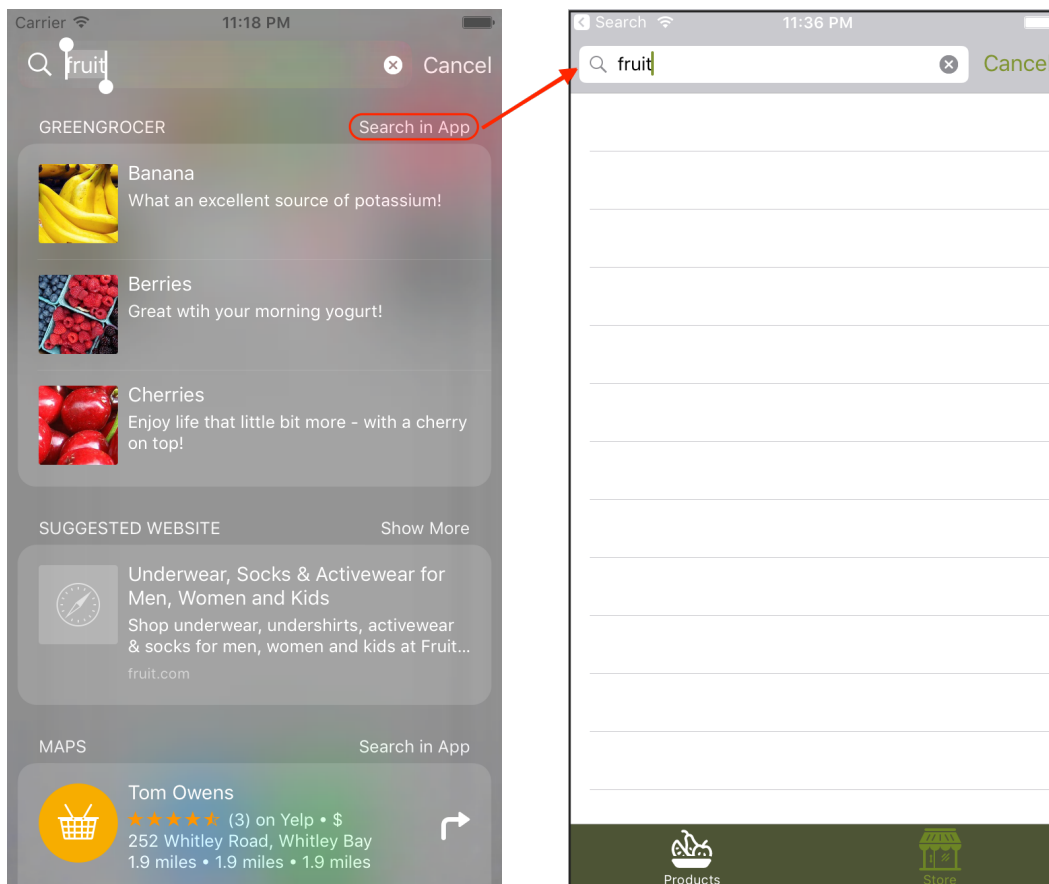 Carrier
11:18 PM
fruit
Cancel
GREENGROCER
Search in App
Banana
What an excellent source of potassium!
Berries
Great wtih your morning yogurt!
Cherries
Enjoy life that little bit more - with a cherry
on top!
SUGGESTED WEBSITE
Show More
Underwear, Socks & Activewear for
Men, Women and Kids
Shop underwear, undershirts, activewear
& socks for men, women and kids at Fruit...
fruit.com
MAPS
Search in App
Tom Owens
(3) on Yelp • $
252 Whitley Road, Whitley Bay
1.9 miles • 1.9 miles • 1.9 miles
Search
11:36 PM
fruit
Cance
Products
Store